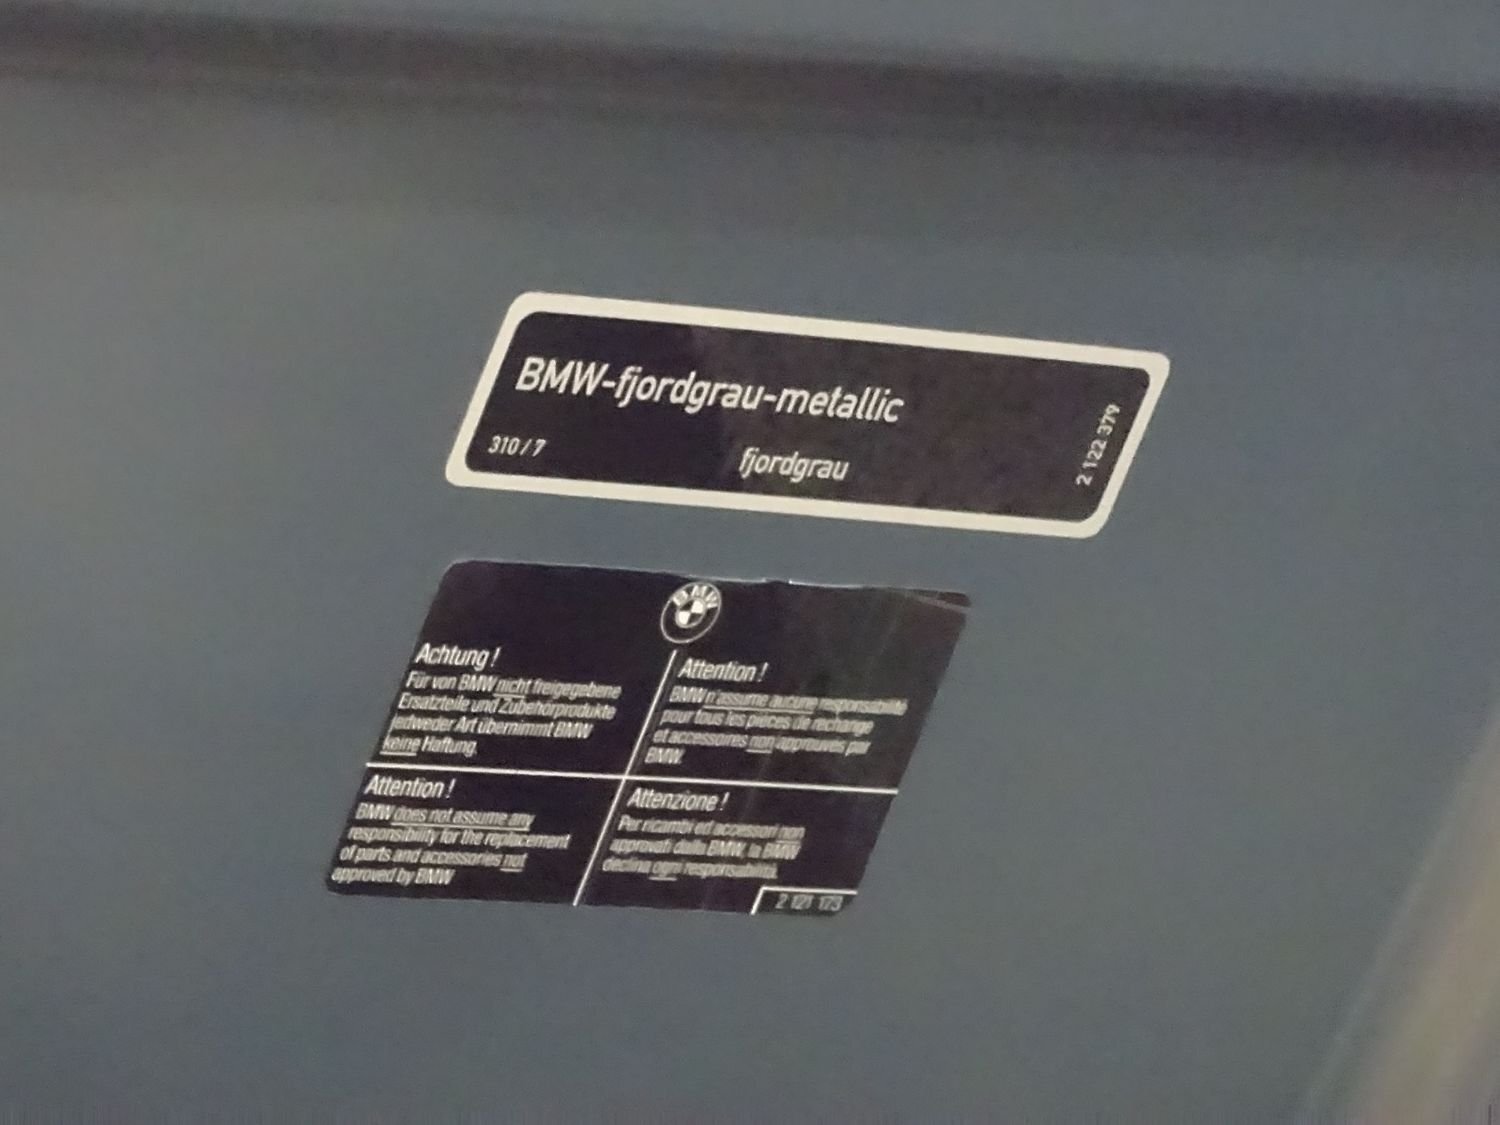 BMW-fjordgrau-metallic
310 / 7
fjordgrau
2 122 379
BMW
Achtung !
Für von BMW nicht freigegebene
Ersatzteile und Zubehörprodukte
jedweder Art übernimmt BMW
keine Haftung.
Attention !
BMW n'assume aucune responsabilité
pour tous les pièces de rechange
et accessoires non approuvés par
BMW.
Attention !
BMW does not assume any
responsibility for the replacement
of parts and accessories not
approved by BMW
Attenzione !
Per ricambi ed accessori non
approvati dalla BMW, la BMW
declina ogni responsabilità.
2 121 173